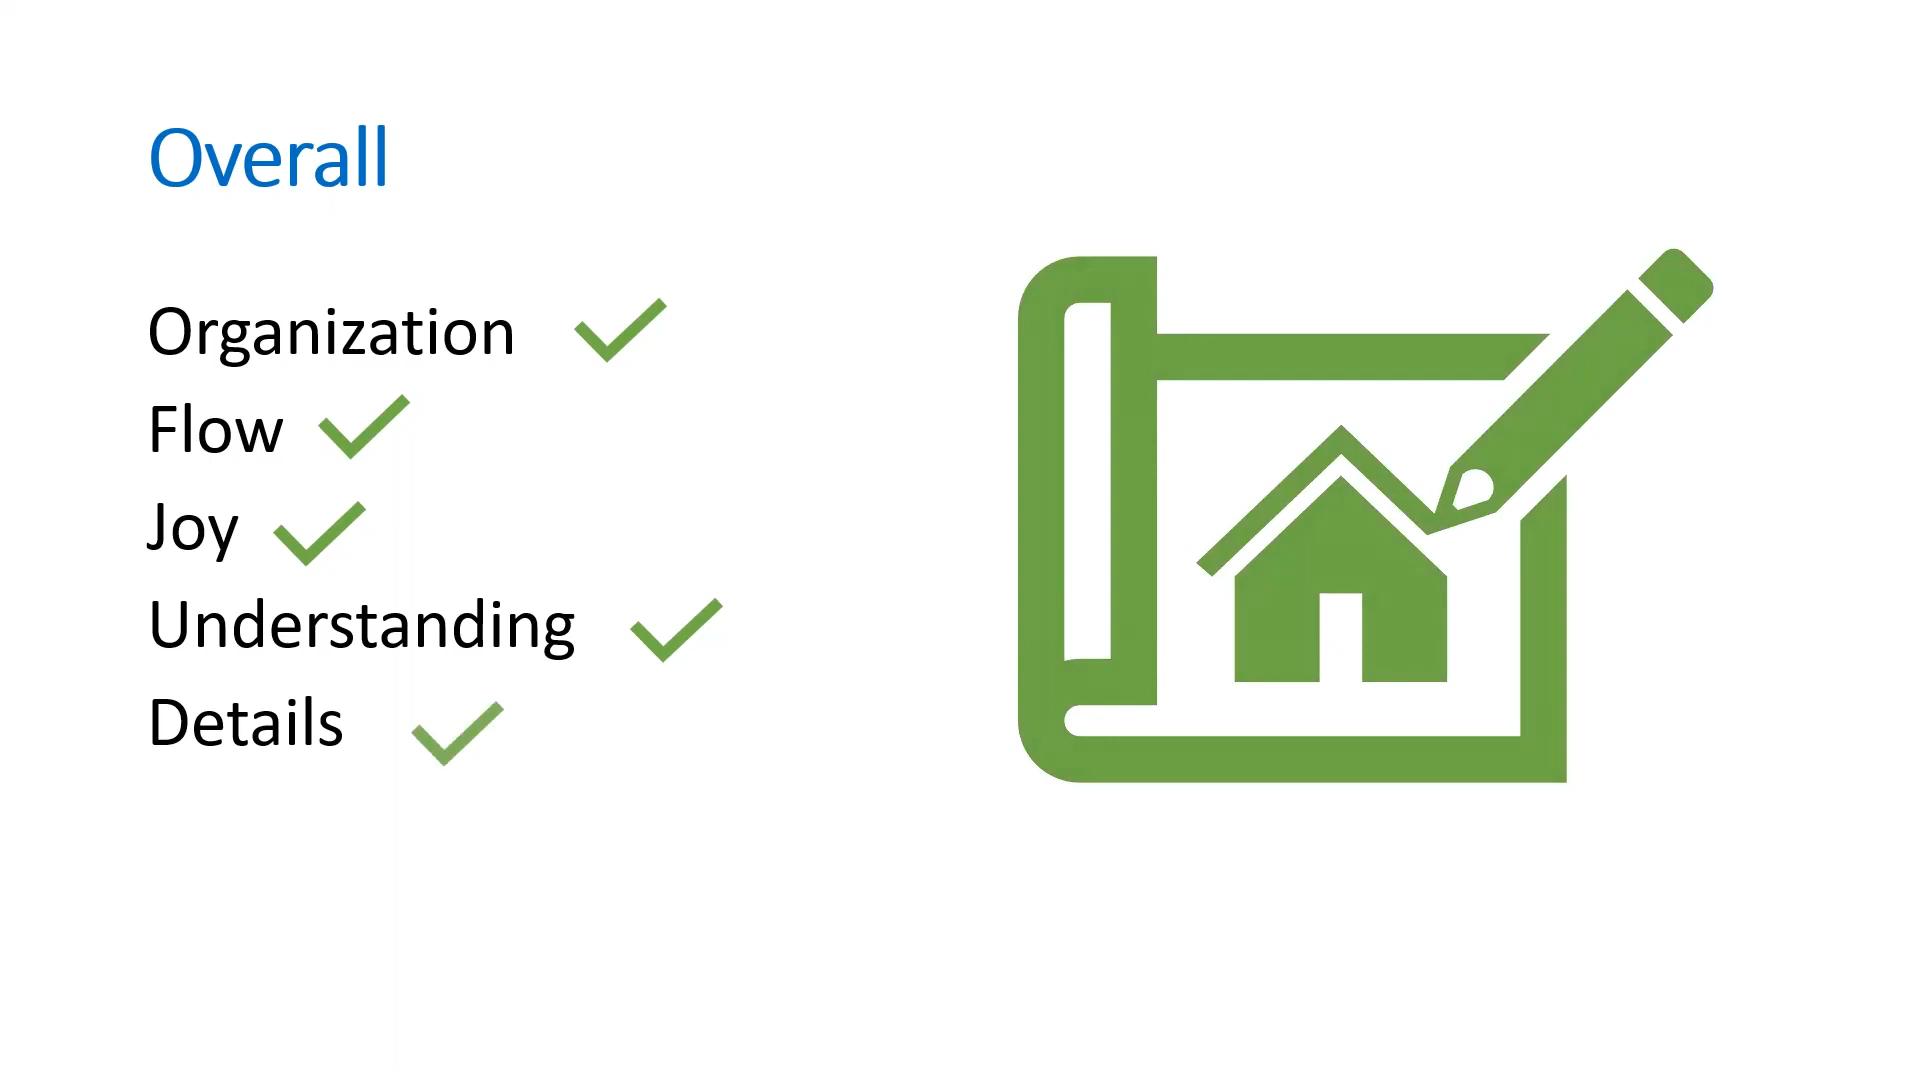 Overall
Organization
Flow
Joy
Understanding
Details